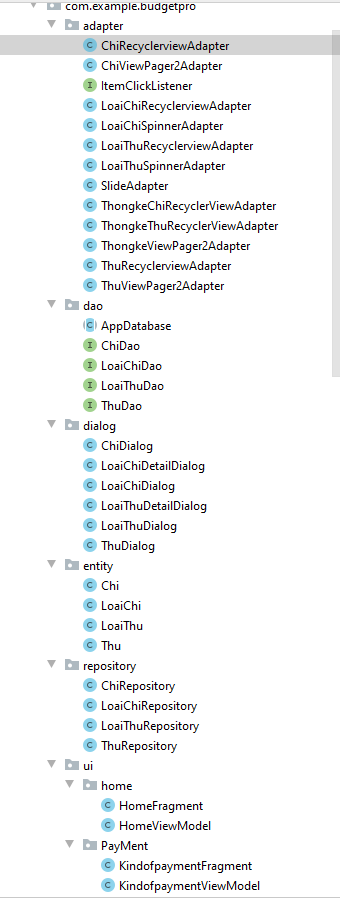 com.example.budgetpro
adapter
C ChiRecyclerviewAdapter
C ChiViewPager2Adapter
I ItemClickListener
C LoaiChiRecyclerviewAdapter
C LoaiChiSpinnerAdapter
C LoaiThuRecyclerviewAdapter
C LoaiThuSpinnerAdapter
C SlideAdapter
C ThongkeChiRecyclerViewAdapter
C ThongkeThuRecyclerViewAdapter
C ThongkeViewPager2Adapter
C ThuRecyclerviewAdapter
C ThuViewPager2Adapter
dao
C AppDatabase
I ChiDao
I LoaiChiDao
I LoaiThuDao
I ThuDao
dialog
C ChiDialog
C LoaiChiDetailDialog
C LoaiChiDialog
C LoaiThuDetailDialog
C LoaiThuDialog
C ThuDialog
entity
C Chi
C LoaiChi
C LoaiThu
C Thu
repository
C ChiRepository
C LoaiChiRepository
C LoaiThuRepository
C ThuRepository
ui
home
C HomeFragment
C HomeViewModel
PayMent
C KindofpaymentFragment
C KindofpaymentViewModel